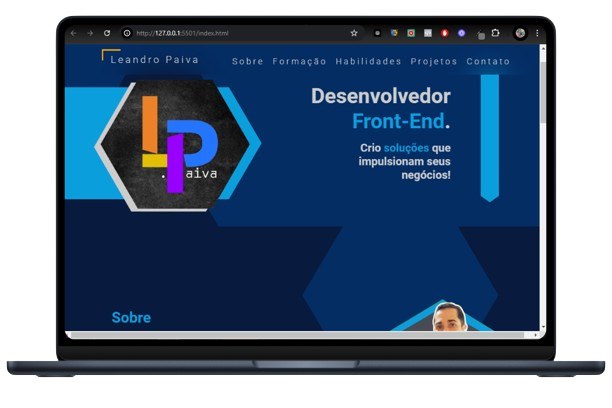 http://127.0.0.1:5501/index.html
Leandro Paiva
Sobre Formação Habilidades Projetos Contato
Desenvolvedor
Front-End.
Crio soluções que
impulsionam seus
negócios!
LP
.Paiva
Sobre